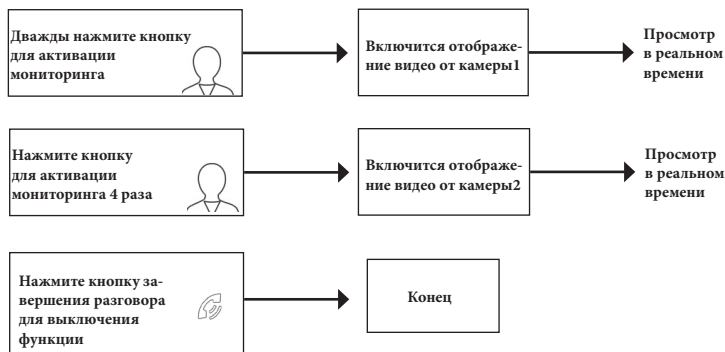 Дважды нажмите кнопку
для активации
мониторинга
Включится отображе-
ние видео от камеры1
Просмотр
в реальном
времени
Нажмите кнопку
для активации
мониторинга 4 раза
Включится отображе-
ние видео от камеры2
Просмотр
в реальном
времени
Нажмите кнопку за-
вершения разговора
для выключения
функции
Конец